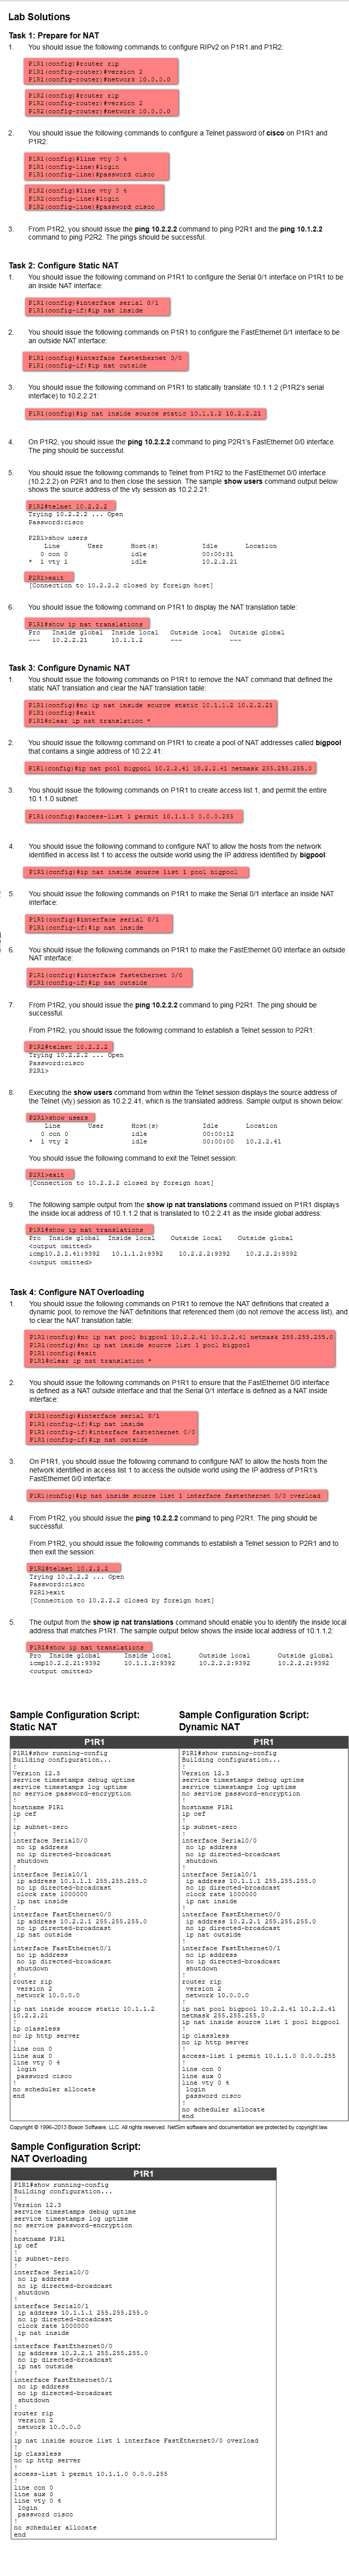 Lab Solutions
Task 1: Prepare for NAT
1. You should issue the following commands to configure RIPv2 on P1R1 and P1R2:
P1R1(config)#router rip
P1R1(config-router)#version 2
P1R1(config-router)#network 10.0.0.0
P1R2(config)#router rip
P1R2(config-router)#version 2
P1R2(config-router)#network 10.0.0.0
2. You should issue the following commands to configure a Telnet password of cisco on P1R1 and
P1R2:
P1R1(config)#line vty 0 4
P1R1(config-line)#login
P1R1(config-line)#password cisco
P1R2(config)#line vty 0 4
P1R2(config-line)#login
P1R2(config-line)#password cisco
3. From P1R2, you should issue the ping 10.2.2.2 command to ping P2R1 and the ping 10.1.2.2
command to ping P2R2. The pings should be successful.
Task 2: Configure Static NAT
1. You should issue the following command on P1R1 to configure the Serial 0/1 interface on P1R1 to be
an inside NAT interface:
P1R1(config)#interface serial 0/1
P1R1(config-if)#ip nat inside
2. You should issue the following commands on P1R1 to configure the FastEthernet 0/1 interface to be
an outside NAT interface:
P1R1(config)#interface fastethernet 0/0
P1R1(config-if)#ip nat outside
3. You should issue the following command on P1R1 to statically translate 10.1.1.2 (P1R2's serial
interface) to 10.2.2.21:
P1R1(config)#ip nat inside source static 10.1.1.2 10.2.2.21
4. On P1R2, you should issue the ping 10.2.2.2 command to ping P2R1's FastEthernet 0/0 interface.
The ping should be successful.
5. You should issue the following commands to Telnet from P1R2 to the FastEthernet 0/0 interface
(10.2.2.2) on P2R1 and to then close the session. The sample show users command output below
shows the source address of the vty session as 10.2.2.21:
P1R2#telnet 10.2.2.2
Trying 10.2.2.2 ... Open
Password:cisco
P2R1>show users
Line User Host(s) Idle Location
0 con 0 idle 00:00:31
* 1 vty 1 idle 10.2.2.21
P2R1>exit
[Connection to 10.2.2.2 closed by foreign host]
6. You should issue the following command on P1R1 to display the NAT translation table:
P1R1#show ip nat translations
Pro Inside global Inside local Outside local Outside global
--- 10.2.2.21 10.1.1.2 --- ---
Task 3: Configure Dynamic NAT
1. You should issue the following commands on P1R1 to remove the NAT command that defined the
static NAT translation and clear the NAT translation table:
P1R1(config)#no ip nat inside source static 10.1.1.2 10.2.2.21
P1R1(config)#exit
P1R1#clear ip nat translation *
2. You should issue the following command on P1R1 to create a pool of NAT addresses called bigpool
that contains a single address of 10.2.2.41:
P1R1(config)#ip nat pool bigpool 10.2.2.41 10.2.2.41 netmask 255.255.255.0
3. You should issue the following commands on P1R1 to create access list 1, and permit the entire
10.1.1.0 subnet:
P1R1(config)#access-list 1 permit 10.1.1.0 0.0.0.255
4. You should issue the following command to configure NAT to allow the hosts from the network
identified in access list 1 to access the outside world using the IP address identified by bigpool:
P1R1(config)#ip nat inside source list 1 pool bigpool
5. You should issue the following commands on P1R1 to make the Serial 0/1 interface an inside NAT
interface:
P1R1(config)#interface serial 0/1
P1R1(config-if)#ip nat inside
6. You should issue the following commands on P1R1 to make the FastEthernet 0/0 interface an outside
NAT interface:
P1R1(config)#interface fastethernet 0/0
P1R1(config-if)#ip nat outside
7. From P1R2, you should issue the ping 10.2.2.2 command to ping P2R1. The ping should be
successful.
From P1R2, you should issue the following command to establish a Telnet session to P2R1:
P1R2#telnet 10.2.2.2
Trying 10.2.2.2 ... Open
Password:cisco
P2R1>
8. Executing the show users command from within the Telnet session displays the source address of
the Telnet (vty) session as 10.2.2.41, which is the translated address. Sample output is shown below:
P2R1>show users
Line User Host(s) Idle Location
0 con 0 idle 00:00:12
* 1 vty 2 idle 00:00:00 10.2.2.41
You should issue the following command to exit the Telnet session:
P2R1>exit
[Connection to 10.2.2.2 closed by foreign host]
9. The following sample output from the show ip nat translations command issued on P1R1 displays
the inside local address of 10.1.1.2 that is translated to 10.2.2.41 as the inside global address:
P1R1#show ip nat translations
Pro Inside global Inside local Outside local Outside global
<output omitted>
icmp10.2.2.41:9392 10.1.1.2:9392 10.2.2.2:9392 10.2.2.2:9392
<output omitted>
Task 4: Configure NAT Overloading
1. You should issue the following commands on P1R1 to remove the NAT definitions that created a
dynamic pool, to remove the NAT definitions that referenced them (do not remove the access list), and
to clear the NAT translation table:
P1R1(config)#no ip nat pool bigpool 10.2.2.41 10.2.2.41 netmask 255.255.255.0
P1R1(config)#no ip nat inside source list 1 pool bigpool
P1R1(config)#exit
P1R1#clear ip nat translation *
2. You should issue the following commands on P1R1 to ensure that the FastEthernet 0/0 interface
is defined as a NAT outside interface and that the Serial 0/1 interface is defined as a NAT inside
interface:
P1R1(config)#interface serial 0/1
P1R1(config-if)#ip nat inside
P1R1(config-if)#interface fastethernet 0/0
P1R1(config-if)#ip nat outside
3. On P1R1, you should issue the following command to configure NAT to allow the hosts from the
network identified in access list 1 to access the outside world using the IP address of P1R1's
FastEthernet 0/0 interface:
P1R1(config)#ip nat inside source list 1 interface fastethernet 0/0 overload
4. From P1R2, you should issue the ping 10.2.2.2 command to ping P2R1. The ping should be
successful.
From P1R2, you should issue the following commands to establish a Telnet session to P2R1 and to
then exit the session:
P1R2#telnet 10.2.2.2
Trying 10.2.2.2 ... Open
Password:cisco
P2R1>exit
[Connection to 10.2.2.2 closed by foreign host]
5. The output from the show ip nat translations command should enable you to identify the inside local
address that matches P1R1. The sample output below shows the inside local address of 10.1.1.2:
P1R1#show ip nat translations
Pro Inside global Inside local Outside local Outside global
icmp10.2.2.21:9392 10.1.1.2:9392 10.2.2.2:9392 10.2.2.2:9392
<output omitted>
Sample Configuration Script:
Static NAT
P1R1
P1R1#show running-config
Building configuration...
!
Version 12.3
service timestamps debug uptime
service timestamps log uptime
no service password-encryption
!
hostname P1R1
ip cef
!
ip subnet-zero
!
interface Serial0/0
no ip address
no ip directed-broadcast
shutdown
!
interface Serial0/1
ip address 10.1.1.1 255.255.255.0
no ip directed-broadcast
clock rate 1000000
ip nat inside
!
interface FastEthernet0/0
ip address 10.2.2.1 255.255.255.0
no ip directed-broadcast
ip nat outside
!
interface FastEthernet0/1
no ip address
no ip directed-broadcast
shutdown
!
router rip
version 2
network 10.0.0.0
!
ip nat inside source static 10.1.1.2
10.2.2.21
!
ip classless
no ip http server
!
line con 0
line aux 0
line vty 0 4
login
password cisco
!
no scheduler allocate
end
Sample Configuration Script:
Dynamic NAT
P1R1
P1R1#show running-config
Building configuration...
!
Version 12.3
service timestamps debug uptime
service timestamps log uptime
no service password-encryption
!
hostname P1R1
ip cef
!
ip subnet-zero
!
interface Serial0/0
no ip address
no ip directed-broadcast
shutdown
!
interface Serial0/1
ip address 10.1.1.1 255.255.255.0
no ip directed-broadcast
clock rate 1000000
ip nat inside
!
interface FastEthernet0/0
ip address 10.2.2.1 255.255.255.0
no ip directed-broadcast
ip nat outside
!
interface FastEthernet0/1
no ip address
no ip directed-broadcast
shutdown
!
router rip
version 2
network 10.0.0.0
!
ip nat pool bigpool 10.2.2.41 10.2.2.41
netmask 255.255.255.0
ip nat inside source list 1 pool bigpool
!
ip classless
no ip http server
!
access-list 1 permit 10.1.1.0 0.0.0.255
!
line con 0
line aux 0
line vty 0 4
login
password cisco
!
no scheduler allocate
end
Copyright © 1996–2013 Boson Software, LLC. All rights reserved. NetSim software and documentation are protected by copyright law.
Sample Configuration Script:
NAT Overloading
P1R1
P1R1#show running-config
Building configuration...
!
Version 12.3
service timestamps debug uptime
service timestamps log uptime
no service password-encryption
!
hostname P1R1
ip cef
!
ip subnet-zero
!
interface Serial0/0
no ip address
no ip directed-broadcast
shutdown
!
interface Serial0/1
ip address 10.1.1.1 255.255.255.0
no ip directed-broadcast
clock rate 1000000
ip nat inside
!
interface FastEthernet0/0
ip address 10.2.2.1 255.255.255.0
no ip directed-broadcast
ip nat outside
!
interface FastEthernet0/1
no ip address
no ip directed-broadcast
shutdown
!
router rip
version 2
network 10.0.0.0
!
ip nat inside source list 1 interface FastEthernet0/0 overload
!
ip classless
no ip http server
!
access-list 1 permit 10.1.1.0 0.0.0.255
!
line con 0
line aux 0
line vty 0 4
login
password cisco
!
no scheduler allocate
end